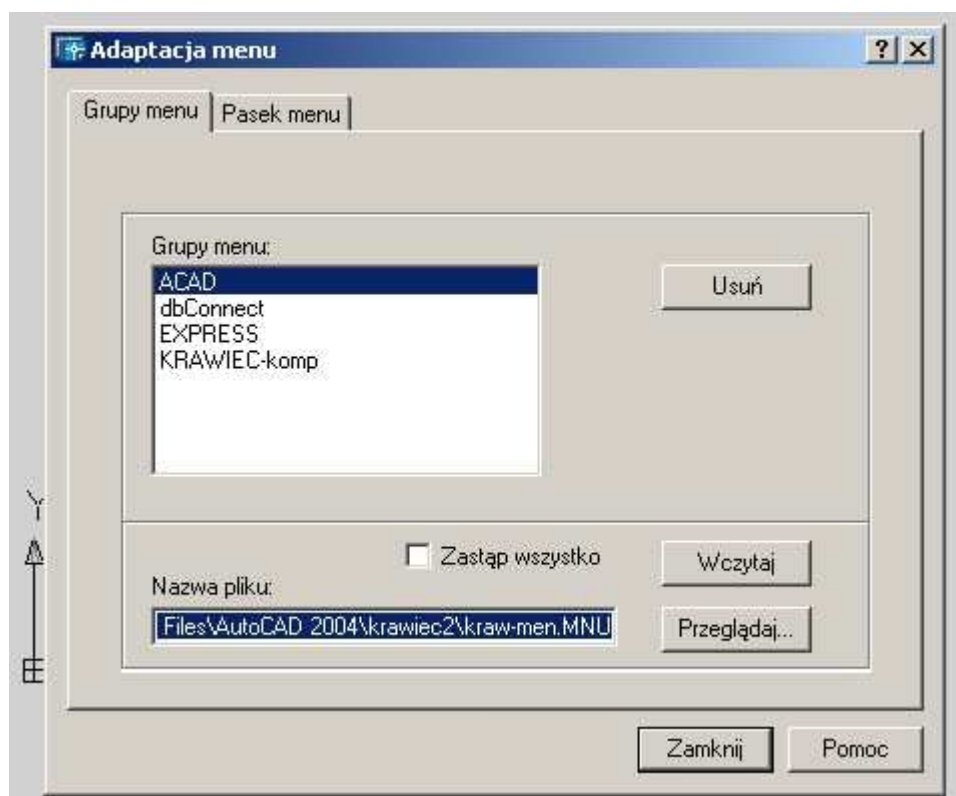 Adaptacja menu
Grupy menu Pasek menu
Grupy menu:
ACAD
dbConnect
EXPRESS
KRAWIEC-komp
Usuń
Zastąp wszystko
Wczytaj
Nazwa pliku:
Files\AutoCAD 2004\krawiec2\kraw-men.MNU
Przeglądaj...
Zamknij Pomoc
Y